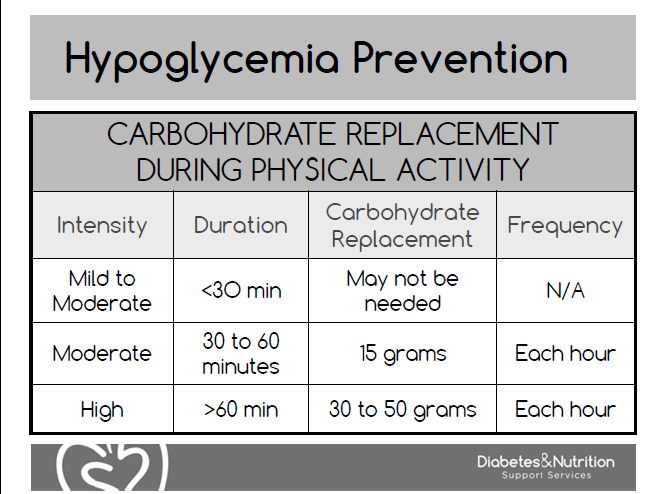 Hypoglycemia Prevention
CARBOHYDRATE REPLACEMENT
DURING PHYSICAL ACTIVITY
Intensity
Duration
Carbohydrate
Replacement
Frequency
Mild to
Moderate
<30 min
May not be
needed
N/A
Moderate
30 to 60
minutes
15 grams
Each hour
High
>60 min
30 to 50 grams
Each hour
Diabetes&Nutrition
Support Services